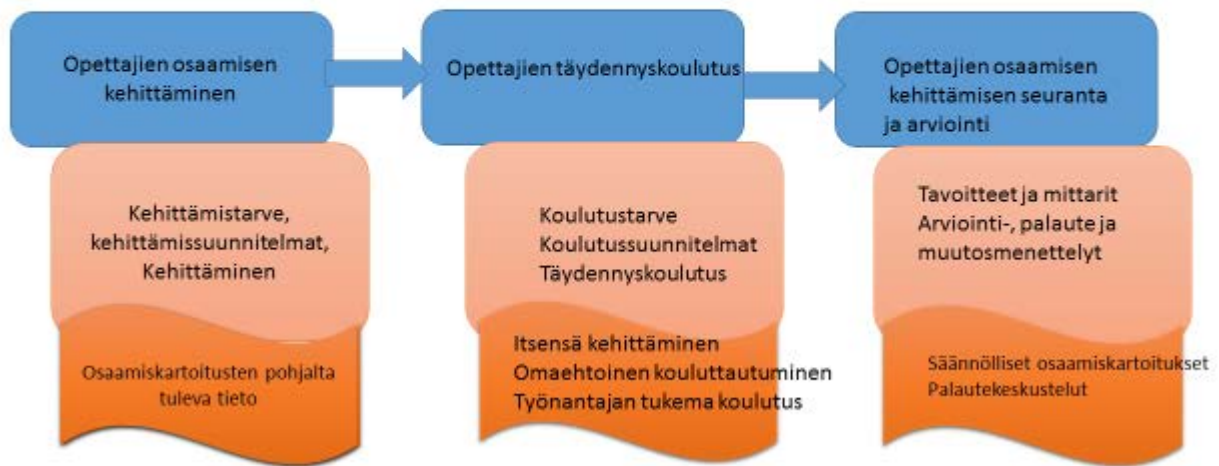 Opettajien osaamisen
kehittäminen
Opettajien täydennyskoulutus
Opettajien osaamisen
kehittämisen seuranta
ja arviointi
Kehittämistarve,
kehittämissuunnitelmat,
Kehittäminen
Koulutustarve
Koulutussuunnitelmat
Täydennyskoulutus
Tavoitteet ja mittarit
Arviointi-, palaute ja
muutosmenettelyt
Osaamiskartoitusten pohjalta
tuleva tieto
Itsensä kehittäminen
Omaehtoinen kouluttautuminen
Työnantajan tukema koulutus
Säännölliset osaamiskartoitukset
Palautekeskustelut